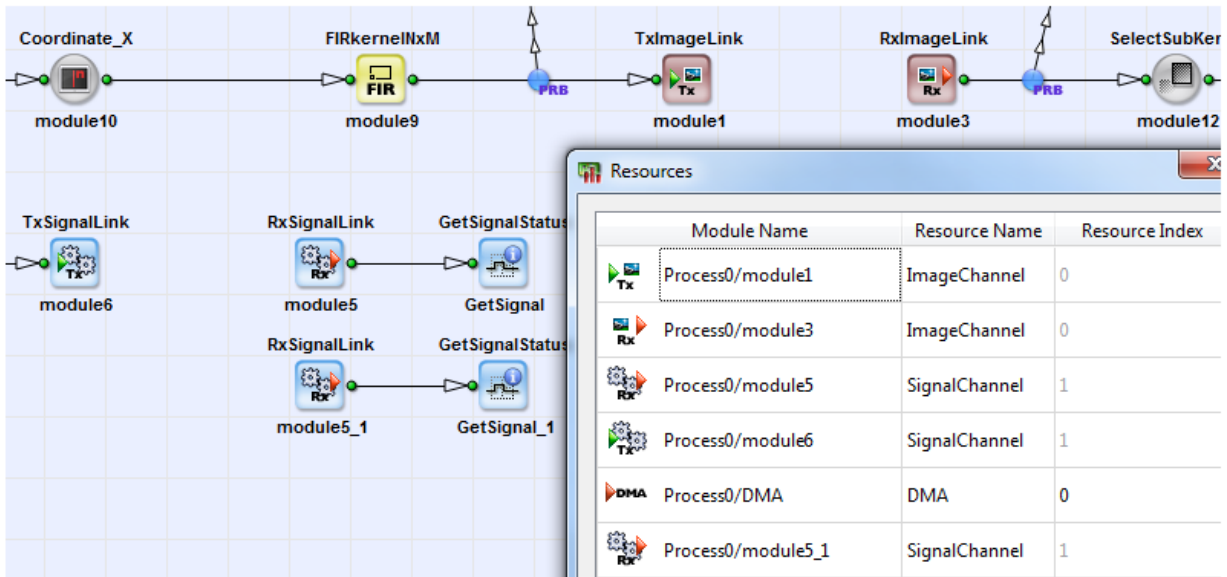 Coordinate_X FIRkernelNxM TxImageLink RxImageLink SelectSubKer
FIR PRB Tx Rx PRB
module10 module9 module1 module3 module12
Resources
TxSignalLink RxSignalLink GetSignalStatus
Tx Rx
module6 module5 GetSignal
RxSignalLink GetSignalStatus
Rx
module5_1 GetSignal_1
Module Name Resource Name Resource Index
Tx Process0/module1 ImageChannel 0
Rx Process0/module3 ImageChannel 0
Rx Process0/module5 SignalChannel 1
Tx Process0/module6 SignalChannel 1
DMA Process0/DMA DMA 0
Rx Process0/module5_1 SignalChannel 1